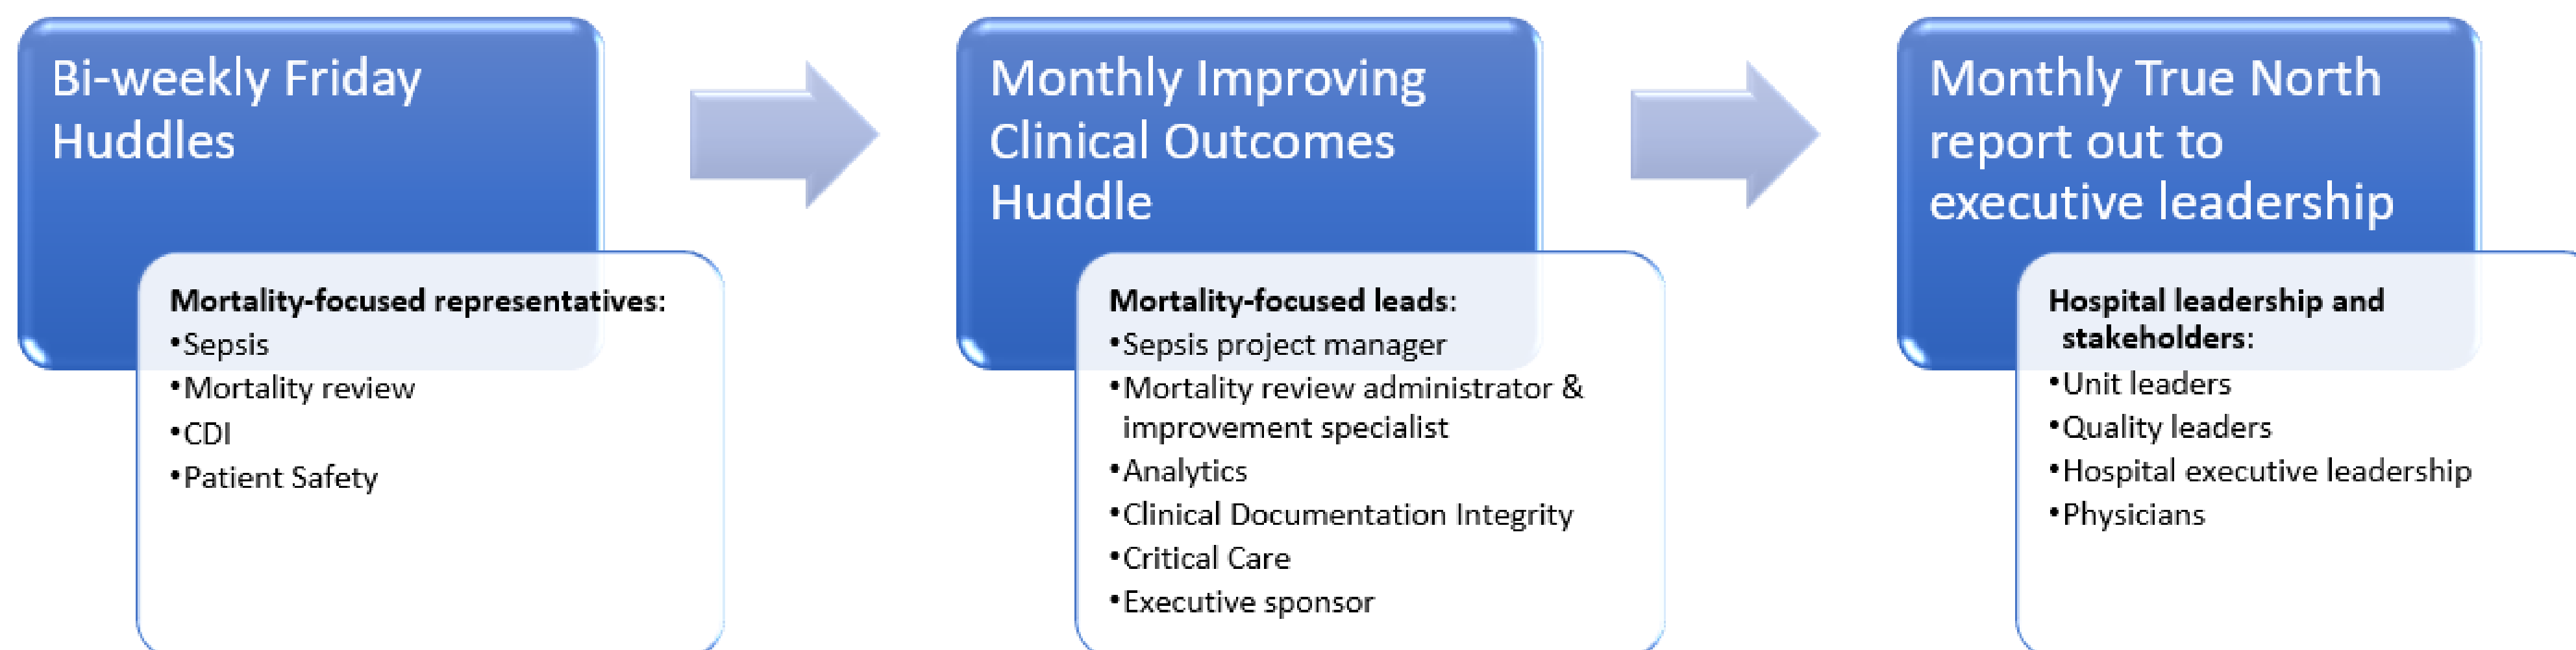 Bi-weekly Friday
Huddles
Mortality-focused representatives:
•Sepsis
•Mortality review
•CDI
•Patient Safety
Monthly Improving
Clinical Outcomes
Huddle
Mortality-focused leads:
•Sepsis project manager
•Mortality review administrator &
improvement specialist
•Analytics
•Clinical Documentation Integrity
•Critical Care
•Executive sponsor
Monthly True North
report out to
executive leadership
Hospital leadership and
stakeholders:
•Unit leaders
•Quality leaders
•Hospital executive leadership
•Physicians